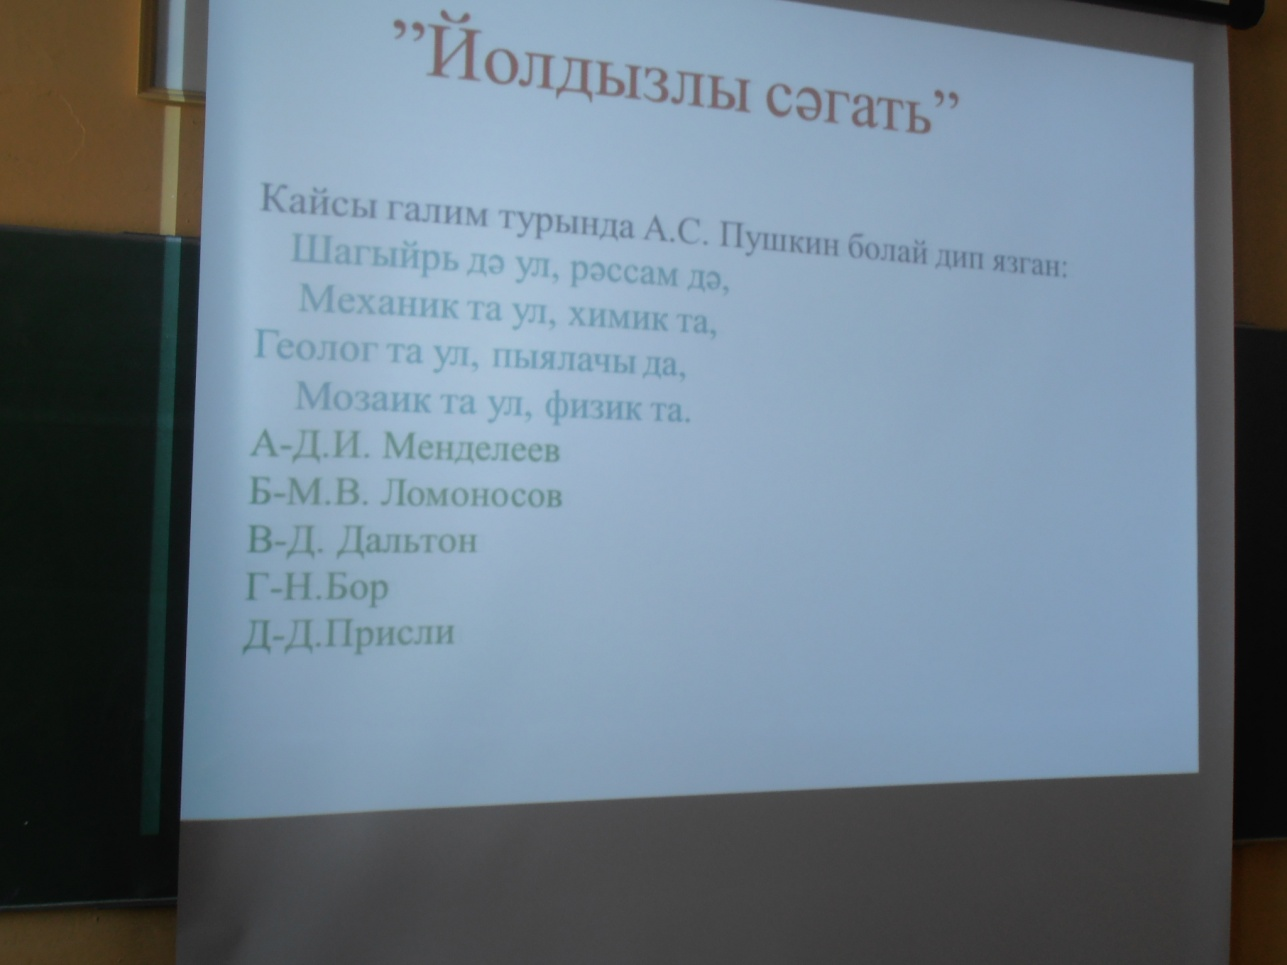 ”Йолдызлы сәгать”
Кайсы галим турында А.С. Пушкин болай дип язган:
Шагыйрь дә ул, рәссам дә,
Механик та ул, химик та,
Геолог та ул, пыялачы да,
Мозаик та ул, физик та.
А-Д.И. Менделеев
Б-М.В. Ломоносов
В-Д. Дальтон
Г-Н.Бор
Д-Д.Присли